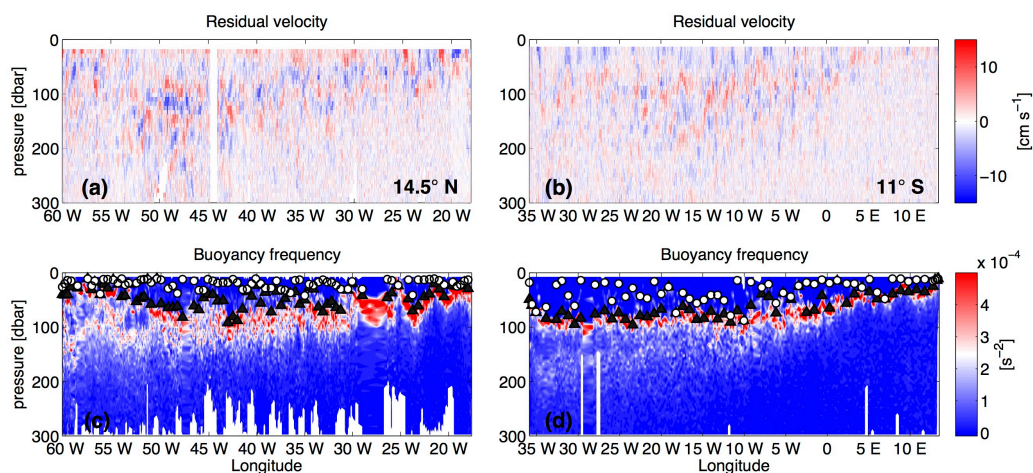 Residual velocity
Residual velocity
0
100
200
300
pressure [dbar]
(a)
14.5° N
60 W 55 W 50 W 45 W 40 W 35 W 30 W 25 W 20 W
0
100
200
300
(b)
11° S
35 W 30 W 25 W 20 W 15 W 10 W 5 W 0 5 E 10 E
10
5
0
−5
−10
[cm s⁻¹]
Buoyancy frequency
Buoyancy frequency
0
100
200
300
pressure [dbar]
(c)
60 W 55 W 50 W 45 W 40 W 35 W 30 W 25 W 20 W
Longitude
0
100
200
300
(d)
35 W 30 W 25 W 20 W 15 W 10 W 5 W 0 5 E 10 E
Longitude
x 10⁻⁴
5
4
3
2
1
0
[s⁻²]